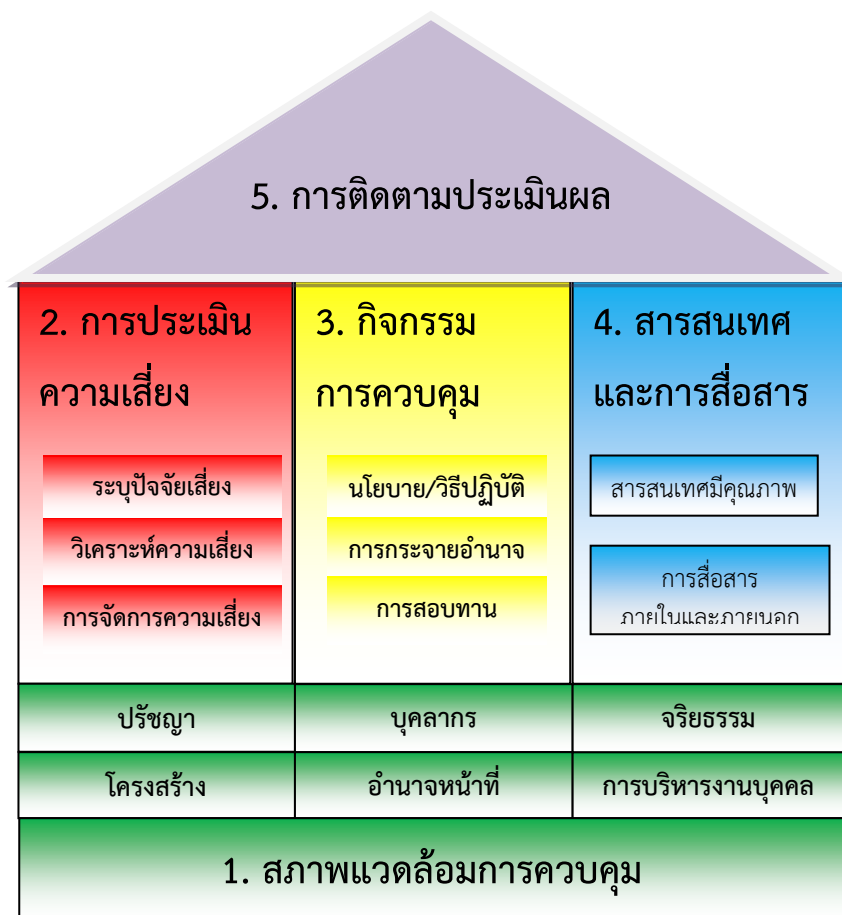 5. การติดตามประเมินผล
2. การประเมิน
ความเสี่ยง
ระบุปัจจัยเสี่ยง
วิเคราะห์ความเสี่ยง
การจัดการความเสี่ยง
3. กิจกรรม
การควบคุม
นโยบาย/วิธีปฏิบัติ
การกระจายอำนาจ
การสอบทาน
4. สารสนเทศ
และการสื่อสาร
สารสนเทศมีคุณภาพ
การสื่อสาร
ภายในและภายนอก
ปรัชญา
บุคลากร
จริยธรรม
โครงสร้าง
อำนาจหน้าที่
การบริหารงานบุคคล
1. สภาพแวดล้อมการควบคุม